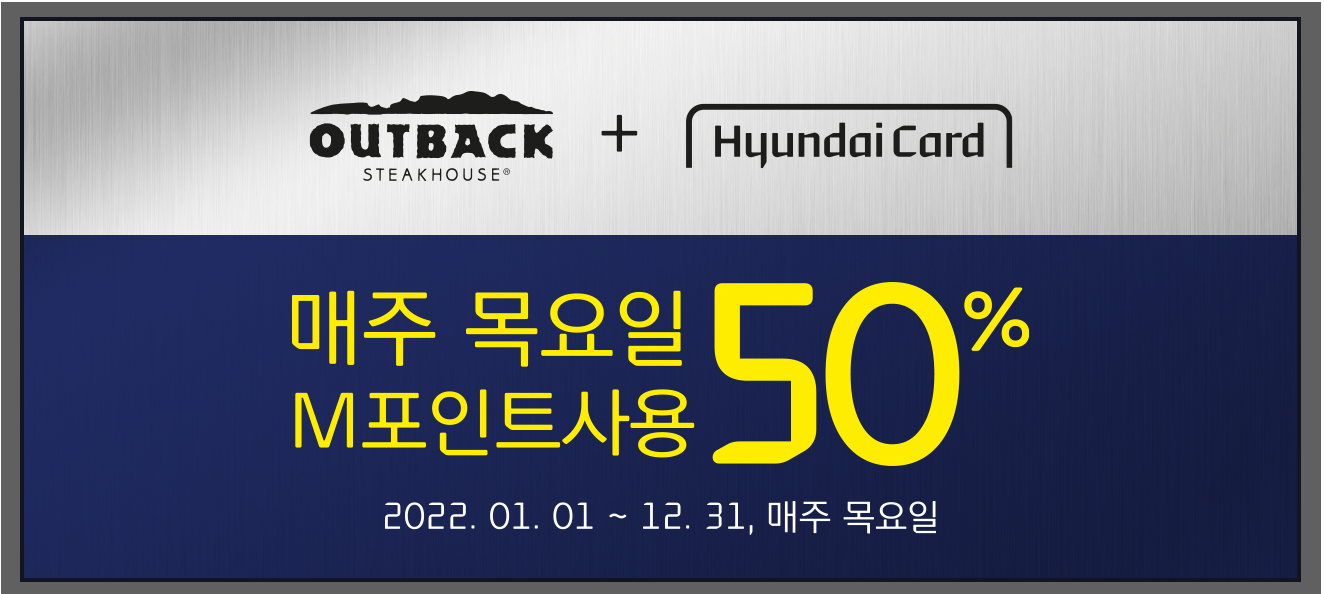 OUTBACK
STEAKHOUSE®
+
Hyundai Card
매주 목요일
M포인트사용
50%
2022. 01. 01 ~ 12. 31, 매주 목요일